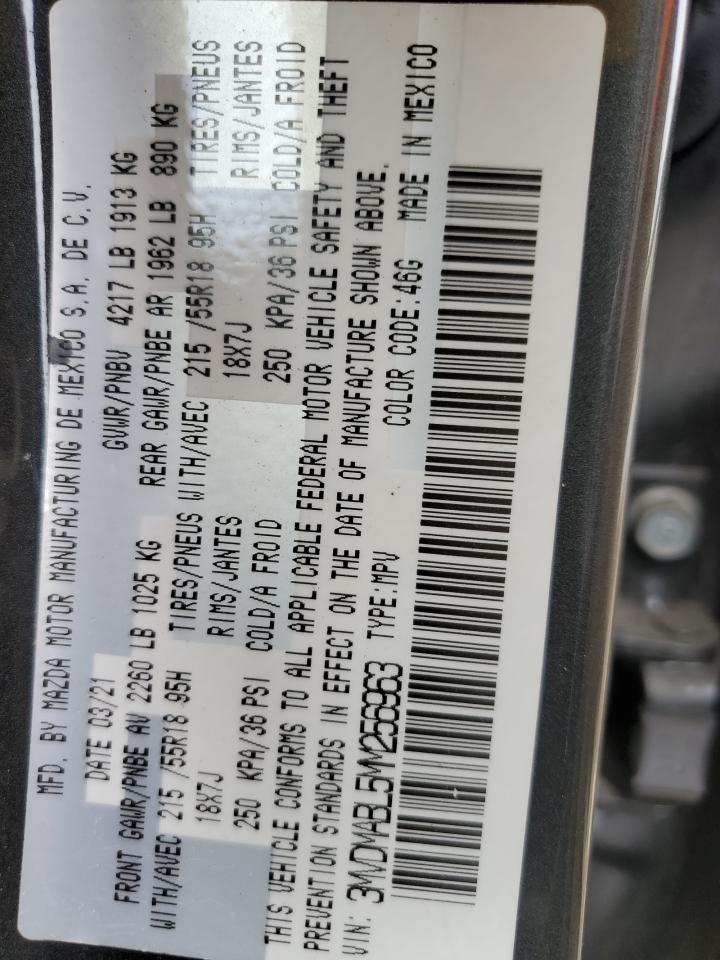 MFD. BY MAZDA MOTOR MANUFACTURING DE MEXICO S.A. DE C.V.
DATE 03/21 GVWR/PNBV 4217 LB 1913 KG
FRONT GAWR/PNBE AV 2260 LB 1025 KG REAR GAWR/PNBE AR 1962 LB 890 KG
WITH/AVEC 215 /55R18 95H TIRES/PNEUS WITH/AVEC 215 /55R18 95H TIRES/PNEUS
18X7J RIMS/JANTES 18X7J RIMS/JANTES
250 KPA/36 PSI COLD/A FROID 250 KPA/36 PSI COLD/A FROID
THIS VEHICLE CONFORMS TO ALL APPLICABLE FEDERAL MOTOR VEHICLE SAFETY AND THEFT
PREVENTION STANDARDS IN EFFECT ON THE DATE OF MANUFACTURE SHOWN ABOVE.
VIN: 3MVDMABL5MM256963 TYPE:MPV COLOR CODE:46G MADE IN MEXICO